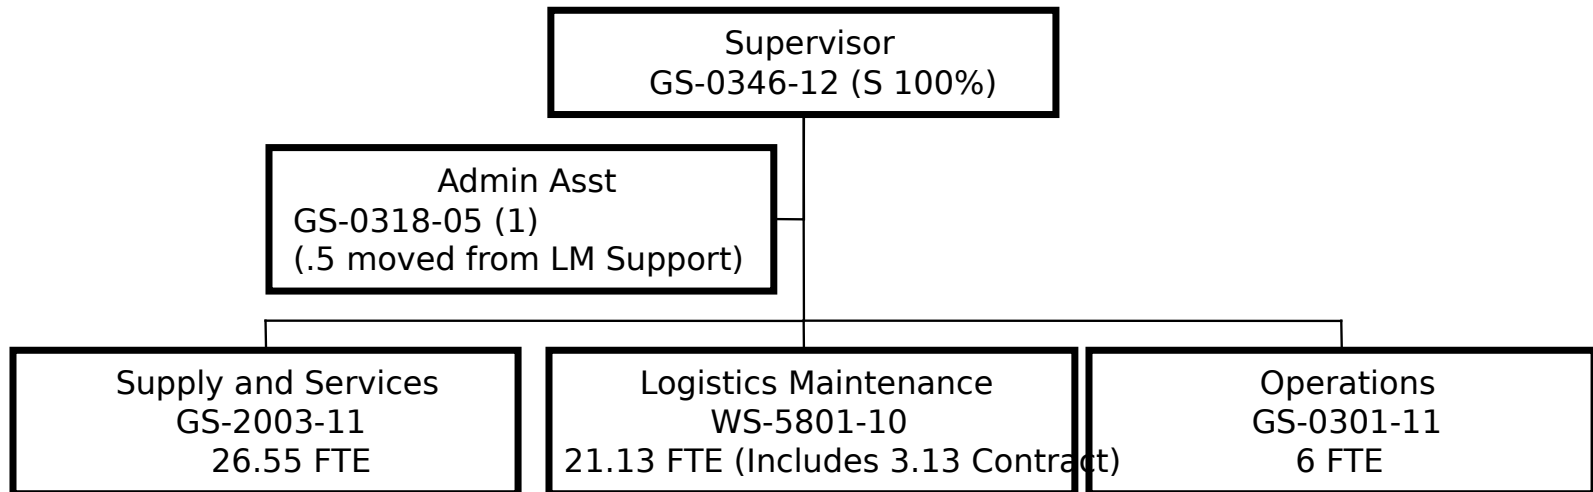 Supervisor
GS-0346-12 (S 100%)
Admin Asst
GS-0318-05 (1)
(.5 moved from LM Support)
Supply and Services
GS-2003-11
26.55 FTE
Logistics Maintenance
WS-5801-10
21.13 FTE (Includes 3.13 Contract)
Operations
GS-0301-11
6 FTE